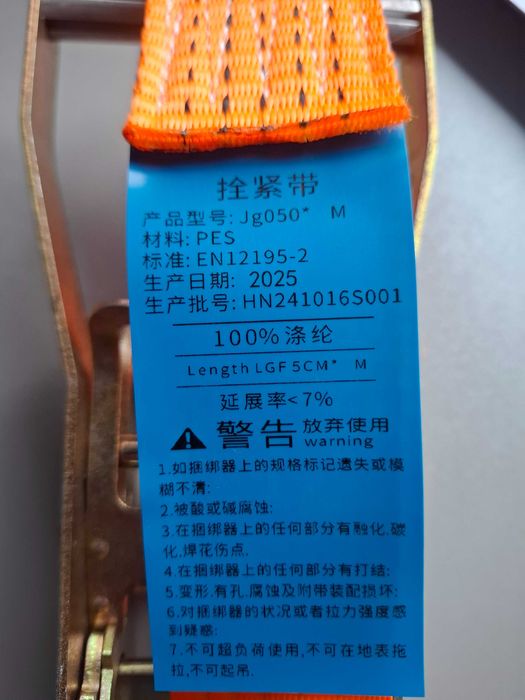 拴紧带
产品型号: Jg050* M
材料: PES
标准: EN12195-2
生产日期: 2025
生产批号: HN241016S001
100%涤纶
Length LGF 5CM* M
延展率<7%
警告 放弃使用
warning
1.如捆绑器上的规格标记遗失或模
糊不清;
2.被酸或碱腐蚀;
3.在捆绑器上的任何部分有融化.碳
化.焊花伤点.
4.在捆绑器上的任何部分有打结;
5.变形.有孔.腐蚀及附带装配损坏;
6.对捆绑器的状况或者拉力强度感
到疑惑;
7.不可超负荷使用,不可在地表拖
拉,不可起吊.